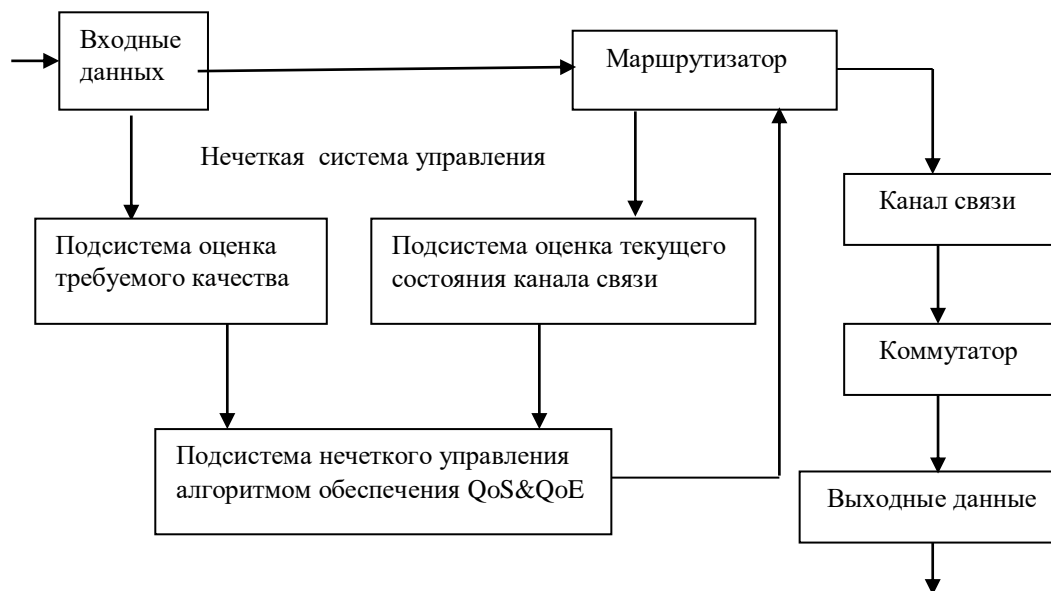 Входные
данных
Маршрутизатор
Нечеткая система управления
Канал связи
Подсистема оценка
требуемого качества
Подсистема оценка текущего
состояния канала связи
Коммутатор
Подсистема нечеткого управления
алгоритмом обеспечения QoS&QoE
Выходные данные